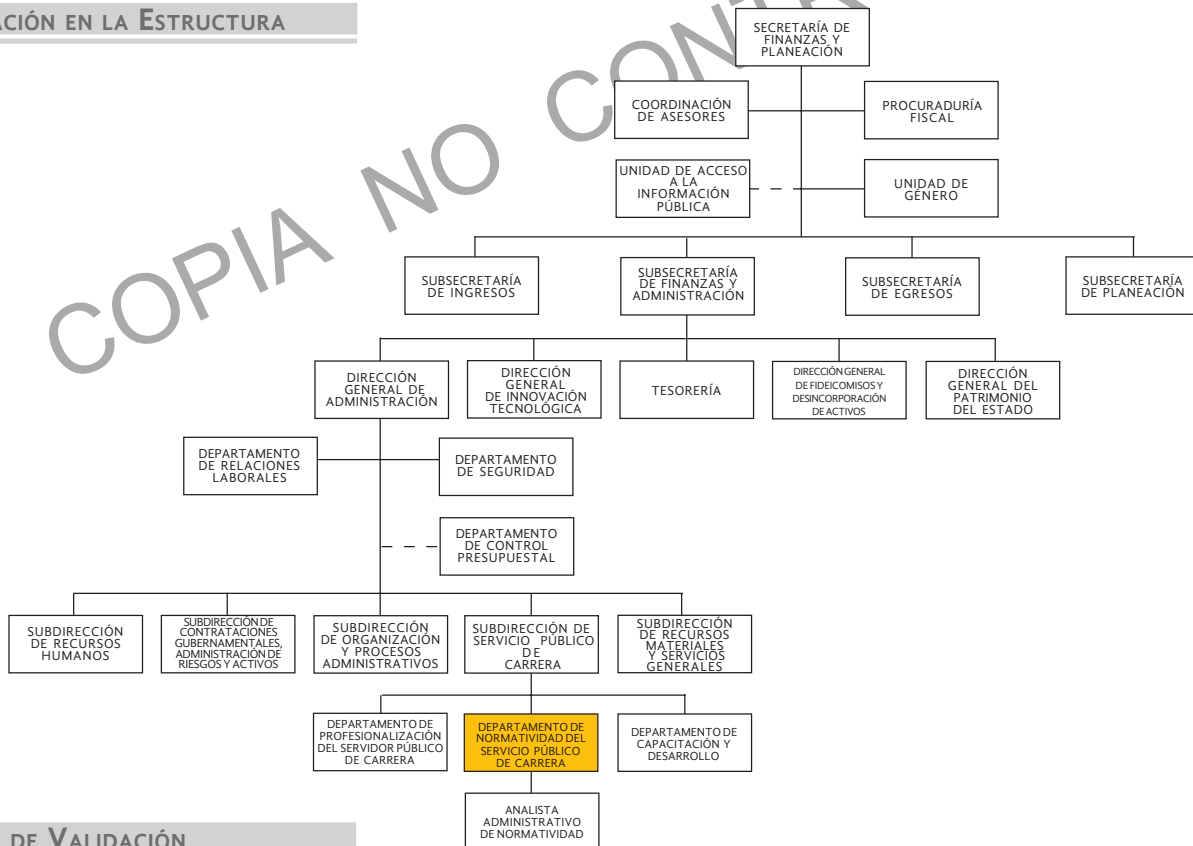 ACIÓN EN LA ESTRUCTURA
COPIA NO
SECRETARÍA DE
FINANZAS Y
PLANEACIÓN
COORDINACIÓN
DE ASESORES
PROCURADURÍA
FISCAL
UNIDAD DE ACCESO
A LA
INFORMACIÓN
PÚBLICA
UNIDAD DE
GÉNERO
SUBSECRETARÍA
DE INGRESOS
SUBSECRETARÍA
DE FINANZAS Y
ADMINISTRACIÓN
SUBSECRETARÍA
DE EGRESOS
SUBSECRETARÍA
DE PLANEACIÓN
DIRECCIÓN
GENERAL DE
ADMINISTRACIÓN
DIRECCIÓN
GENERAL
DE INNOVACIÓN
TECNOLÓGICA
TESORERÍA
DIRECCIÓN GENERAL
DE FIDEICOMISOS Y
DESINCORPORACIÓN
DE ACTIVOS
DIRECCIÓN
GENERAL DEL
PATRIMONIO
DEL ESTADO
DEPARTAMENTO
DE RELACIONES
LABORALES
DEPARTAMENTO
DE SEGURIDAD
DEPARTAMENTO
DE CONTROL
PRESUPUESTAL
SUBDIRECCIÓN
DE RECURSOS
HUMANOS
SUBDIRECCIÓN DE
CONTRATACIONES
GUBERNAMENTALES,
ADMINISTRACIÓN DE
RIESGOS Y ACTIVOS
SUBDIRECCIÓN
DE ORGANIZACIÓN
Y PROCESOS
ADMINISTRATIVOS
SUBDIRECCIÓN DE
SERVICIO PÚBLICO
DE
CARRERA
SUBDIRECCIÓN
DE RECURSOS
MATERIALES
Y SERVICIOS
GENERALES
DEPARTAMENTO DE
PROFESIONALIZACIÓN
DEL SERVIDOR PÚBLICO
DE CARRERA
DEPARTAMENTO DE
NORMATIVIDAD DEL
SERVICIO PÚBLICO
DE CARRERA
DEPARTAMENTO DE
CAPACITACIÓN Y
DESARROLLO
ANALISTA
ADMINISTRATIVO
DE NORMATIVIDAD
DE VALIDACIÓN